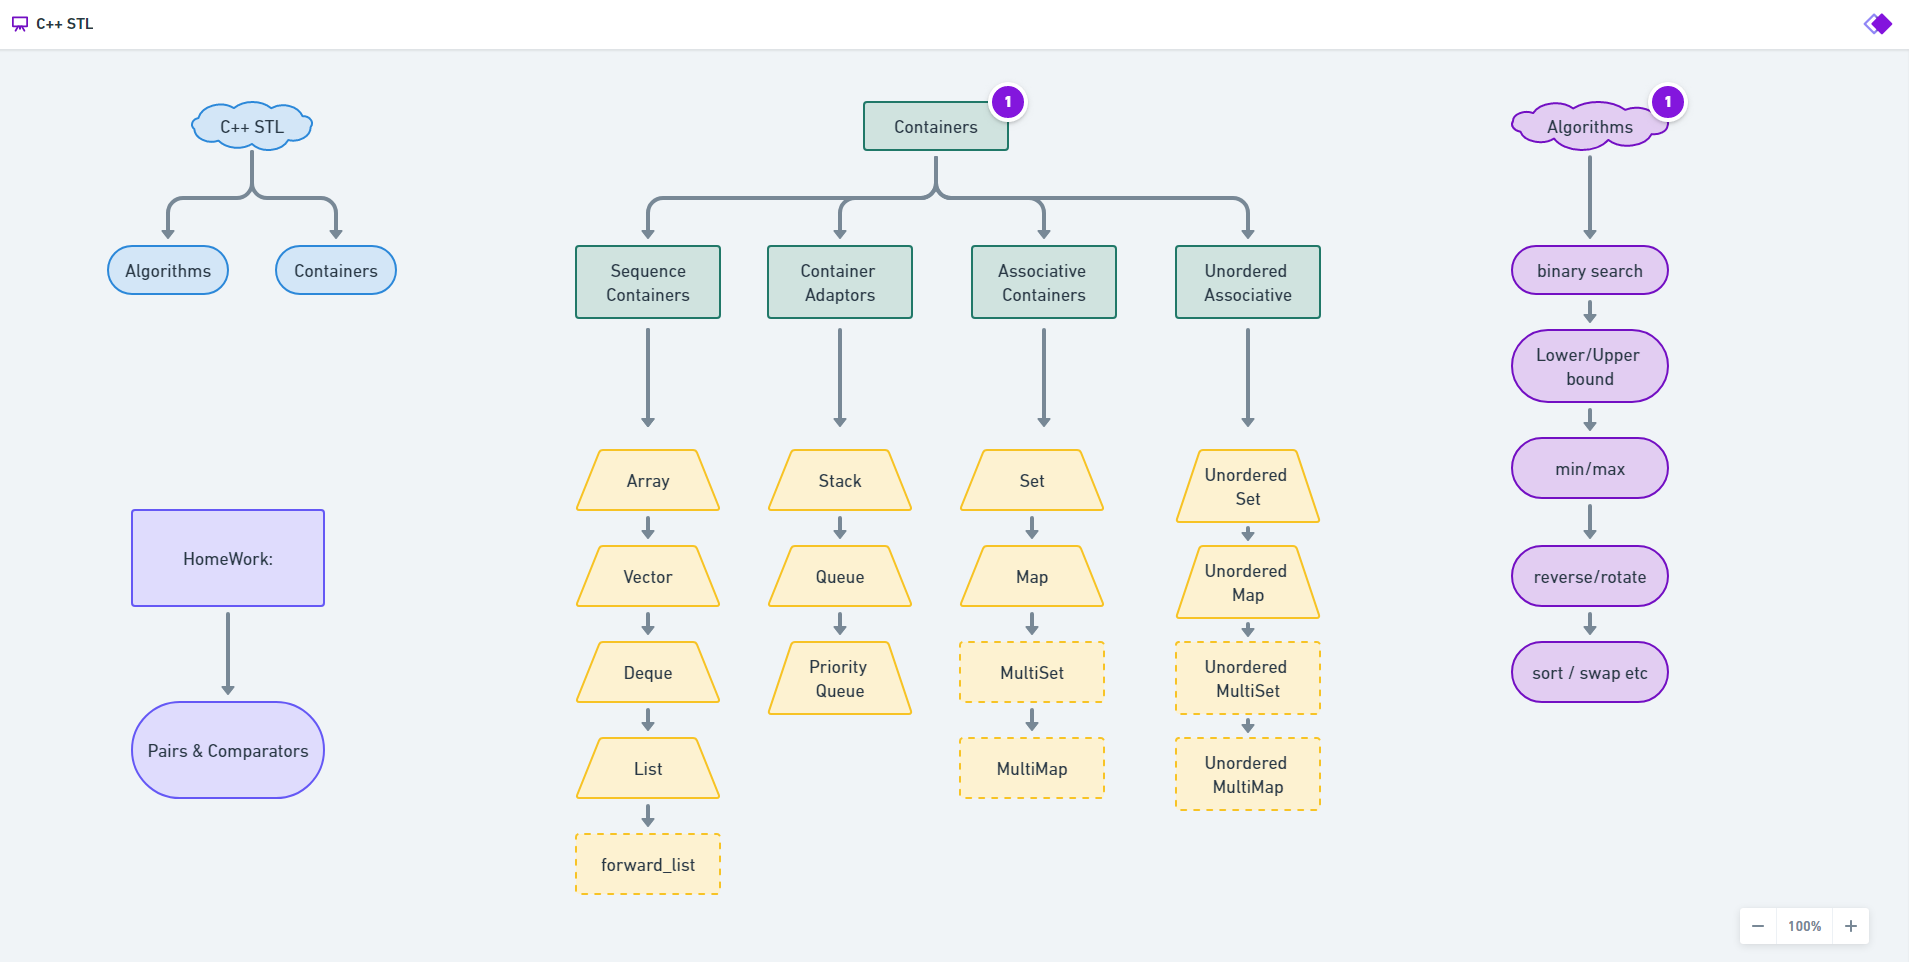 C++ STL
C++ STL
Algorithms
Containers
HomeWork:
Pairs & Comparators
Containers
1
Sequence
Containers
Array
Vector
Deque
List
forward_list
Container
Adaptors
Stack
Queue
Priority
Queue
Associative
Containers
Set
Map
MultiSet
MultiMap
Unordered
Associative
Unordered
Set
Unordered
Map
Unordered
MultiSet
Unordered
MultiMap
Algorithms
1
binary search
Lower/Upper
bound
min/max
reverse/rotate
sort / swap etc
100%